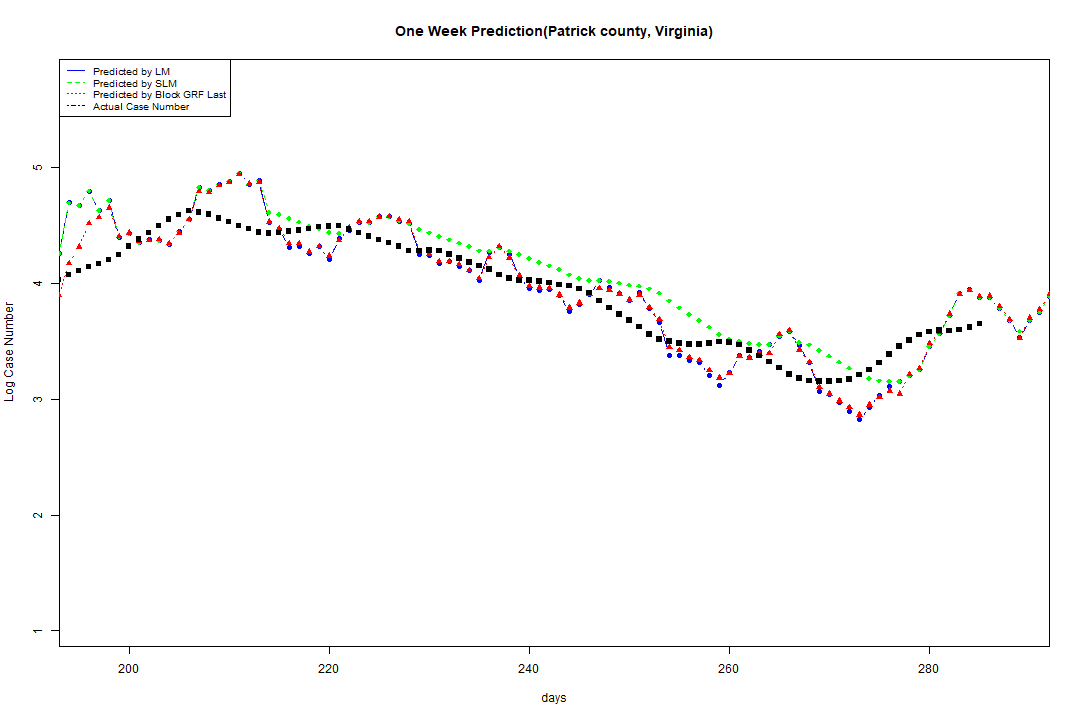 One Week Prediction(Patrick county, Virginia)
Predicted by LM
Predicted by SLM
Predicted by Block GRF Last
Actual Case Number
5
4
3
2
1
Log Case Number
200 220 240 260 280
days